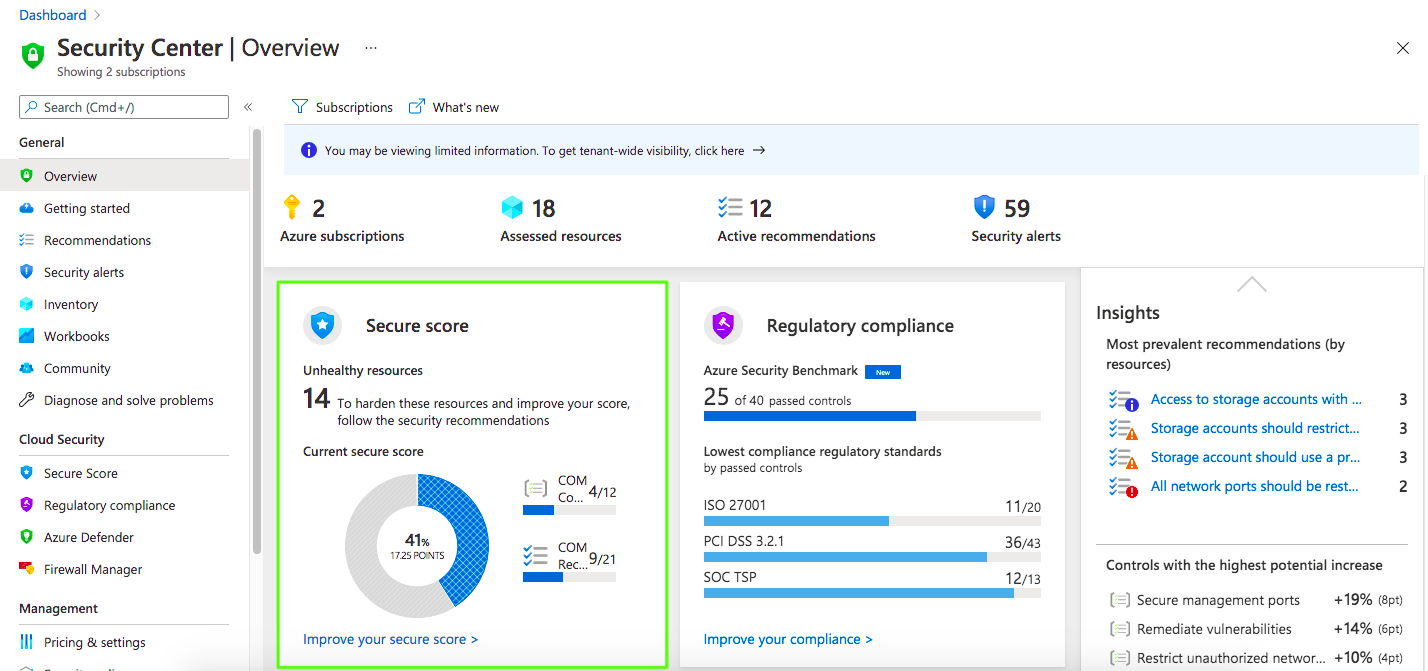 Dashboard
Security Center | Overview ...
Showing 2 subscriptions
Search (Cmd+/)
«
General
Overview
Getting started
Recommendations
Security alerts
Inventory
Workbooks
Community
Diagnose and solve problems
Cloud Security
Secure Score
Regulatory compliance
Azure Defender
Firewall Manager
Management
Pricing & settings
Subscriptions
What's new
You may be viewing limited information. To get tenant-wide visibility, click here →
2
Azure subscriptions
18
Assessed resources
12
Active recommendations
59
Security alerts
Secure score
Unhealthy resources
14 To harden these resources and improve your score,
follow the security recommendations
Current secure score
41%
17.25 POINTS
COM
Co... 4/12
COM
Rec... 9/21
Improve your secure score >
Regulatory compliance
Azure Security Benchmark New
25 of 40 passed controls
Lowest compliance regulatory standards
by passed controls
ISO 27001 11/20
PCI DSS 3.2.1 36/43
SOC TSP 12/13
Improve your compliance >
Insights
Most prevalent recommendations (by
resources)
Access to storage accounts with ... 3
Storage accounts should restrict... 3
Storage account should use a pr... 3
All network ports should be rest... 2
Controls with the highest potential increase
Secure management ports +19% (8pt)
Remediate vulnerabilities +14% (6pt)
Restrict unauthorized networ... +10% (4pt)